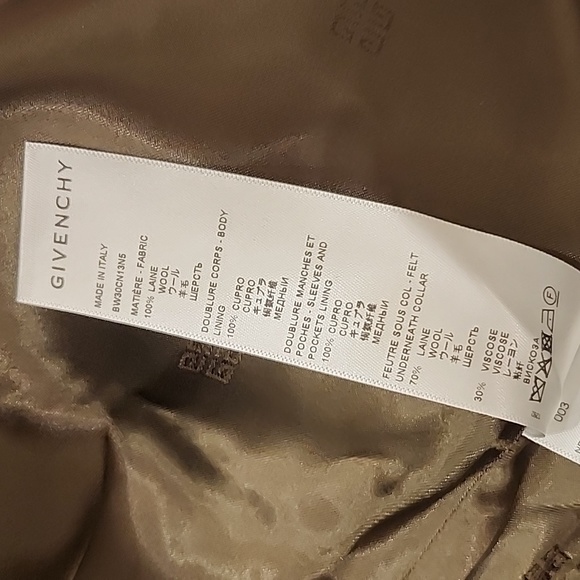 GIVENCHY
MADE IN ITALY
BW30CN13N5
MATIÈRE: FABRIC
100% LAINE
WOOL
ウール
羊毛
ШЕРСТЬ
DOUBLURE CORPS - BODY
LINING
100% CUPRO
CUPRO
キュプラ
铜氨纤维
МЕДНЫЙ
DOUBLURE MANCHES ET
POCHES - SLEEVES AND
POCKETS LINING
100% CUPRO
CUPRO
キュプラ
铜氨纤维
МЕДНЫЙ
FEUTRE SOUS COL - FELT
UNDERNEATH COLLAR
70% LAINE
WOOL
ウール
羊毛
ШЕРСТЬ
30% VISCOSE
VISCOSE
レーヨン
粘纤
ВИСКОЗА
003